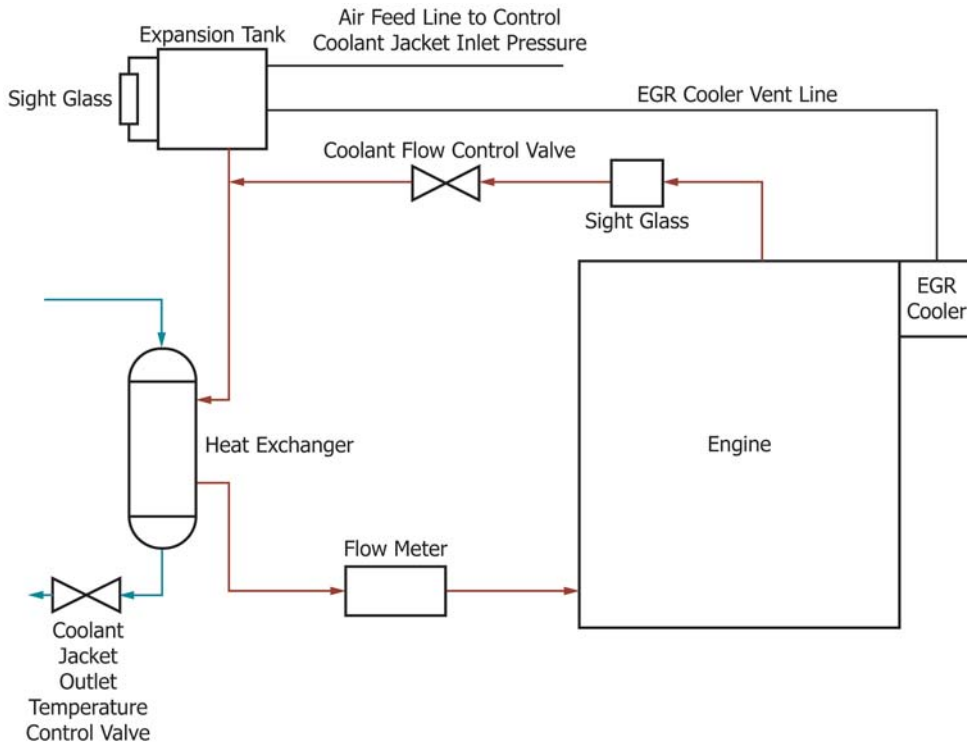 Air Feed Line to Control
Coolant Jacket Inlet Pressure
Expansion Tank
Sight Glass
EGR Cooler Vent Line
Coolant Flow Control Valve
Sight Glass
EGR
Cooler
Heat Exchanger
Engine
Flow Meter
Coolant
Jacket
Outlet
Temperature
Control Valve